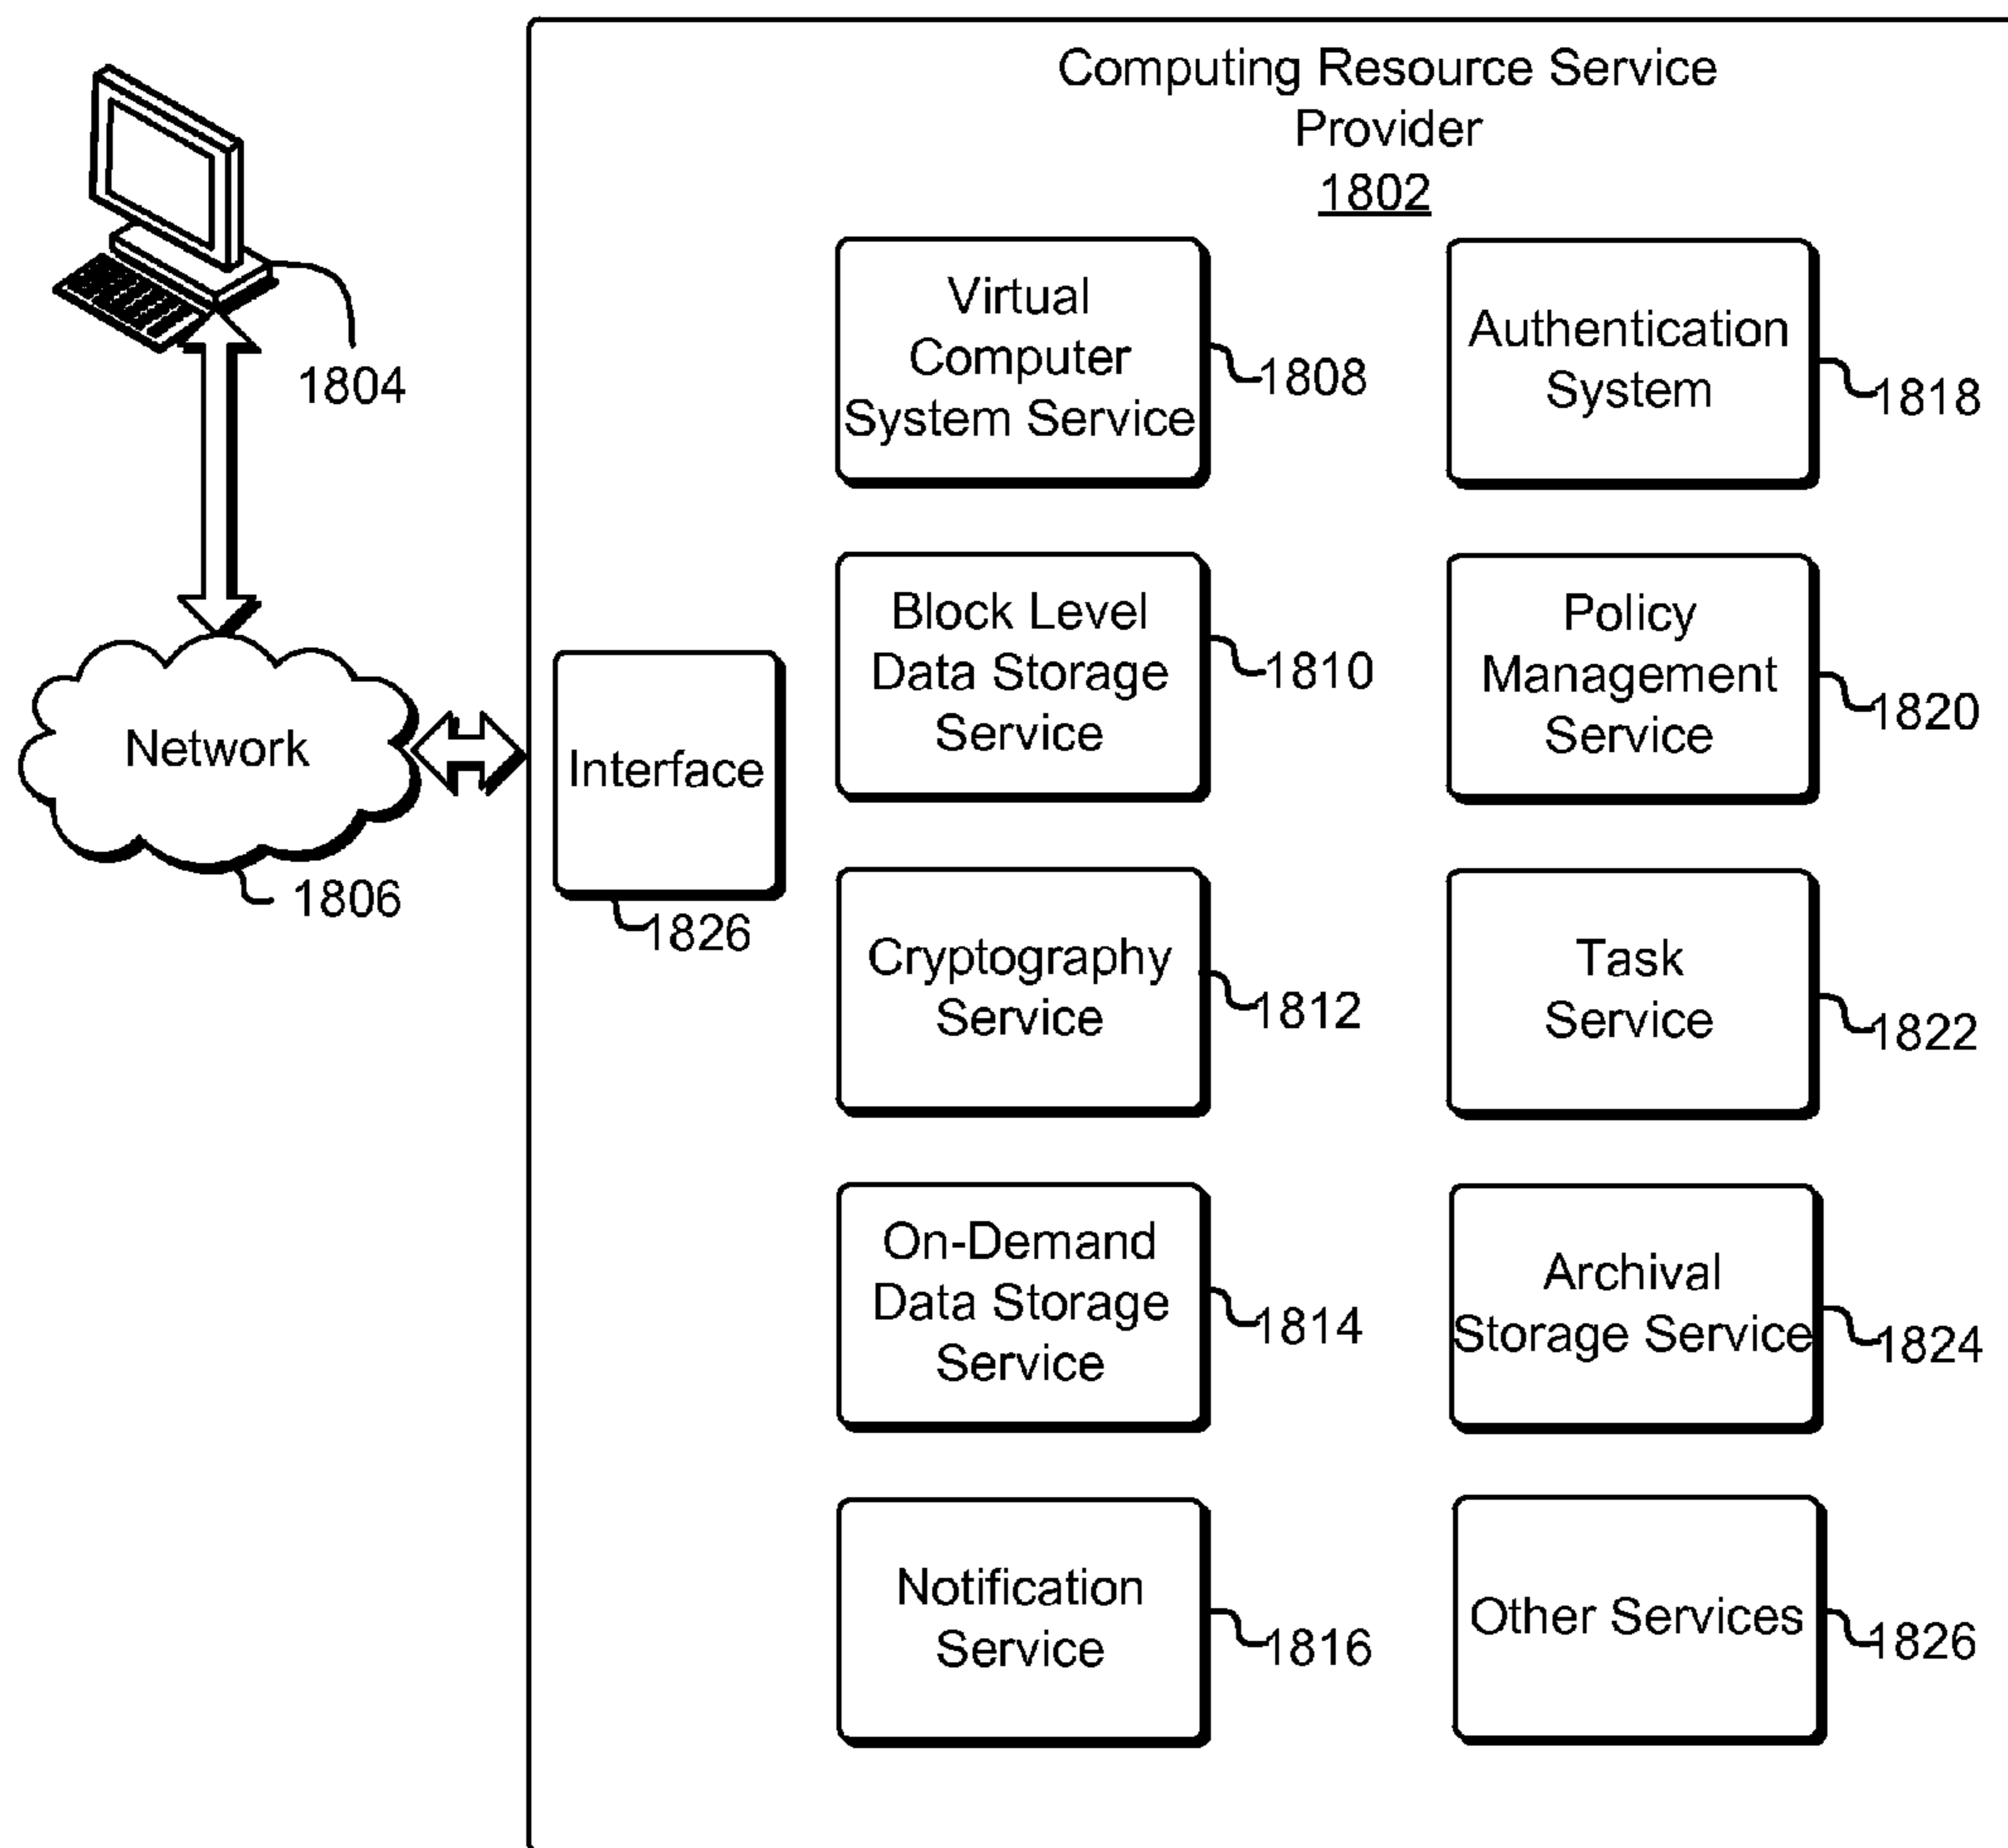 Computing Resource Service
Provider
1802
1804
Network
1806
Interface
1826
Virtual
Computer
System Service
1808
Authentication
System
1818
Block Level
Data Storage
Service
1810
Policy
Management
Service
1820
Cryptography
Service
1812
Task
Service
1822
On-Demand
Data Storage
Service
1814
Archival
Storage Service
1824
Notification
Service
1816
Other Services
1826